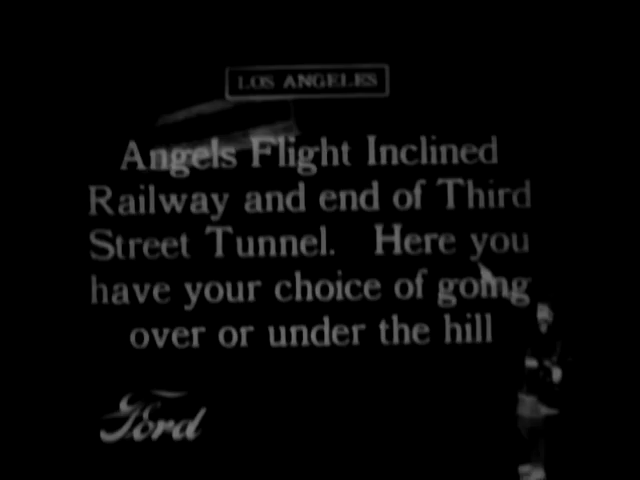 LOS ANGELES
Angels Flight Inclined
Railway and end of Third
Street Tunnel. Here you
have your choice of going
over or under the hill
Ford